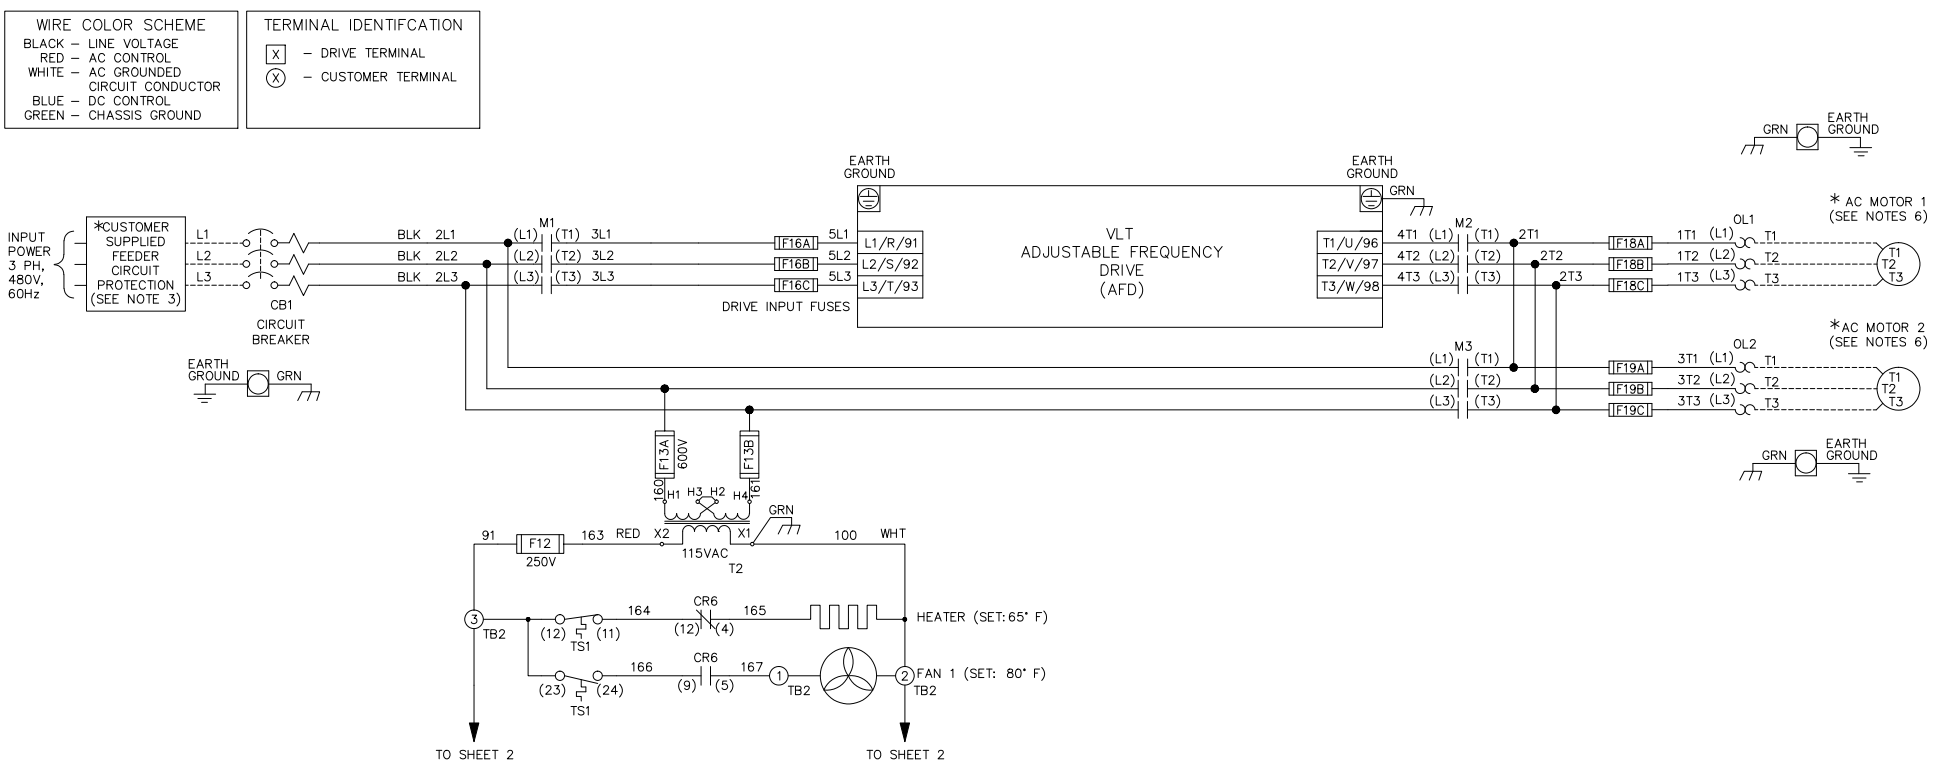 WIRE COLOR SCHEME
BLACK – LINE VOLTAGE
RED – AC CONTROL
WHITE – AC GROUNDED
CIRCUIT CONDUCTOR
BLUE – DC CONTROL
GREEN – CHASSIS GROUND
TERMINAL IDENTIFCATION
X – DRIVE TERMINAL
X – CUSTOMER TERMINAL
INPUT
POWER
3 PH,
480V,
60Hz
*CUSTOMER
SUPPLIED
FEEDER
CIRCUIT
PROTECTION
(SEE NOTE 3)
L1
L2
L3
CB1
CIRCUIT
BREAKER
EARTH
GROUND
GRN
BLK 2L1
BLK 2L2
BLK 2L3
M1
(L1) (T1) 3L1
(L2) (T2) 3L2
(L3) (T3) 3L3
F16A 5L1
F16B 5L2
F16C 5L3
DRIVE INPUT FUSES
EARTH
GROUND
L1/R/91
L2/S/92
L3/T/93
VLT
ADJUSTABLE FREQUENCY
DRIVE
(AFD)
EARTH
GROUND
GRN
T1/U/96
T2/V/97
T3/W/98
M2
4T1 (L1) (T1) 2T1
4T2 (L2) (T2) 2T2
4T3 (L3) (T3) 2T3
F18A 1T1 (L1) T1
F18B 1T2 (L2) T2
F18C 1T3 (L3) T3
OL1
GRN
EARTH
GROUND
* AC MOTOR 1
(SEE NOTES 6)
T1
T2
T3
M3
(L1) (T1)
(L2) (T2)
(L3) (T3)
F19A 3T1 (L1) T1
F19B 3T2 (L2) T2
F19C 3T3 (L3) T3
OL2
*AC MOTOR 2
(SEE NOTES 6)
T1
T2
T3
GRN
EARTH
GROUND
F13A
600V
F13B
160
161
H1 H3 H2 H4
GRN
91 F12 163 RED X2 X1 100 WHT
250V
115VAC
T2
3
TB2
164 CR6 165
(12) (11) (12) (4)
TS1
HEATER (SET:65° F)
166 CR6 167
(23) (24) (9) (5)
TS1
1
TB2
2
TB2
FAN 1 (SET: 80° F)
TO SHEET 2
TO SHEET 2